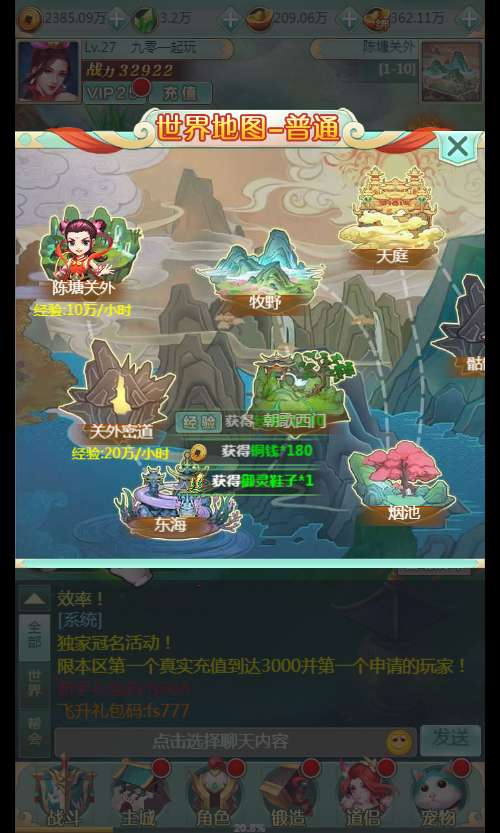 2385.09万
3.2万
209.06万
362.11万
Lv.27 九零一起玩
陈塘关外
战力32922
[1-10]
充值
世界地图-普通
天庭
陈塘关外
经验:10万/小时
牧野
关外密道
经验:20万/小时
朝歌西门
经验 获得
获得铜钱*180
获得御灵鞋子*1
东海
烟池
效率！
[系统]
独家冠名活动！
限本区第一个真实充值到达3000并第一个申请的玩家！
飞升礼包码:fs777
全部
世界
帮会
点击选择聊天内容
发送
战斗
主城
角色
锻造
道侣
宠物
20.8%